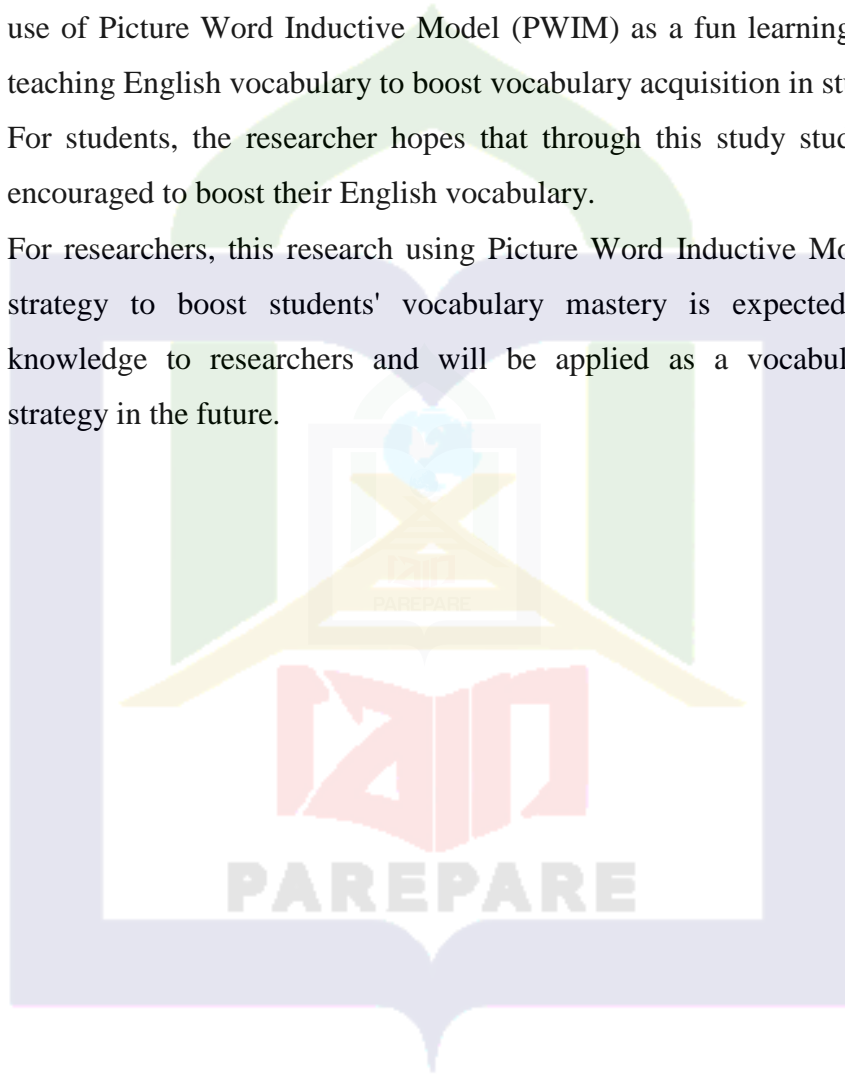 use of Picture Word Inductive Model (PWIM) as a fun learning
teaching English vocabulary to boost vocabulary acquisition in st
For students, the researcher hopes that through this study stud
encouraged to boost their English vocabulary.
For researchers, this research using Picture Word Inductive Mo
strategy to boost students' vocabulary mastery is expected
knowledge to researchers and will be applied as a vocabul
strategy in the future.
iain
PAREPARE
iain
PAREPARE